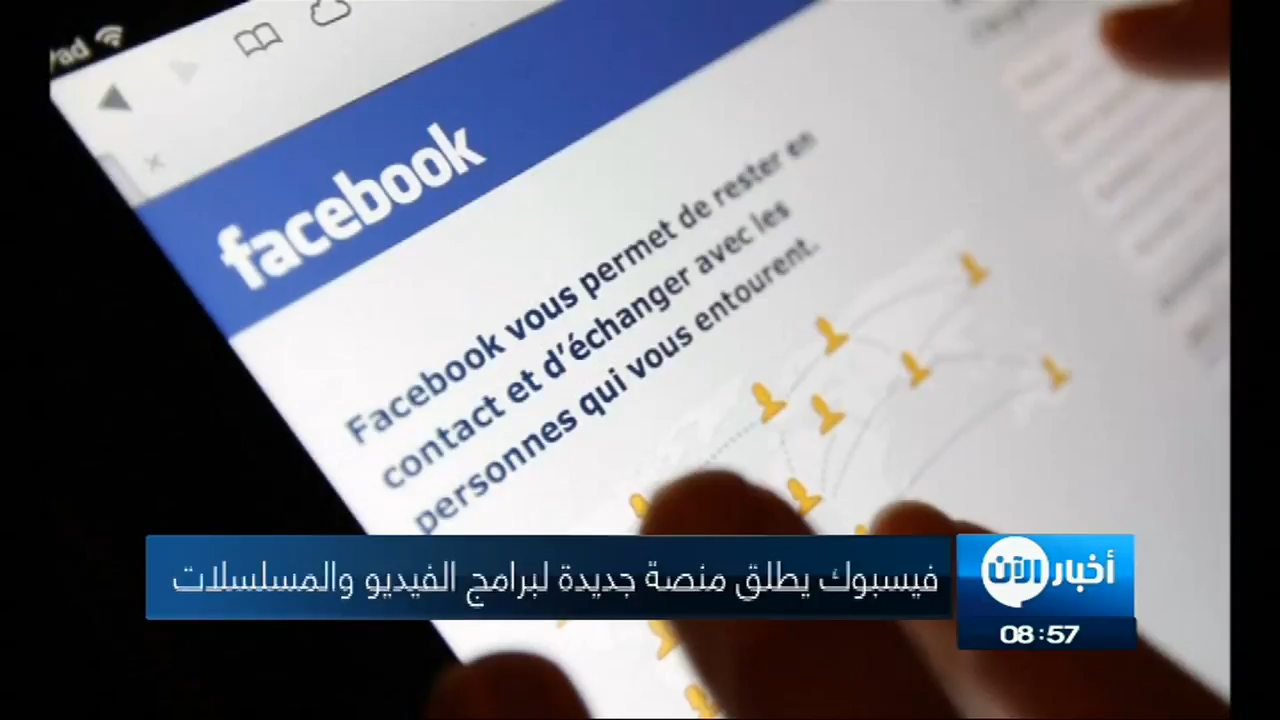 Pad
facebook
Facebook vous permet de rester en
contact et d'échanger avec les
personnes qui vous entourent.
فيسبوك يطلق منصة جديدة لبرامج الفيديو والمسلسلات
أخبار الآن
08:57